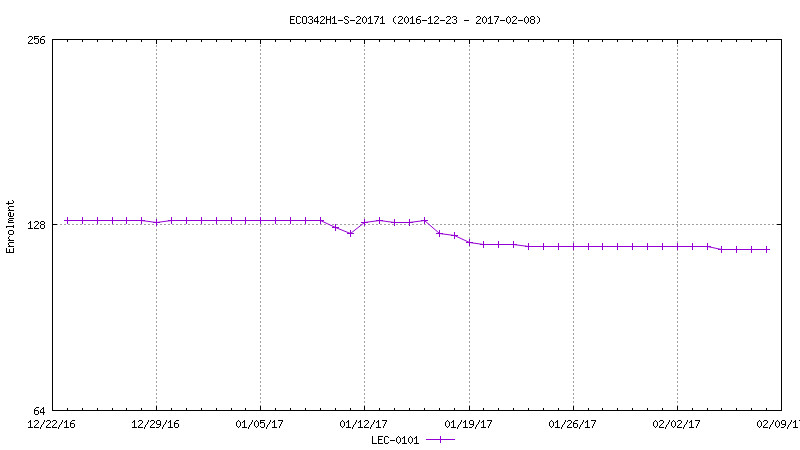 ECO342H1-S-20171 (2016-12-23 - 2017-02-08)
256
Enrolment
128
64
12/22/16 12/29/16 01/05/17 01/12/17 01/19/17 01/26/17 02/02/17 02/09/1
LEC-0101